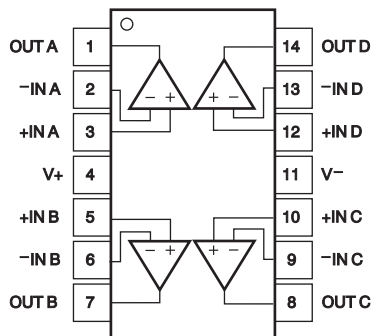 OUT A 1 14 OUT D
−IN A 2 13 −IN D
− + + −
+IN A 3 12 +IN D
V+ 4 11 V−
+IN B 5 10 +IN C
− + + −
−IN B 6 9 −IN C
OUT B 7 8 OUT C